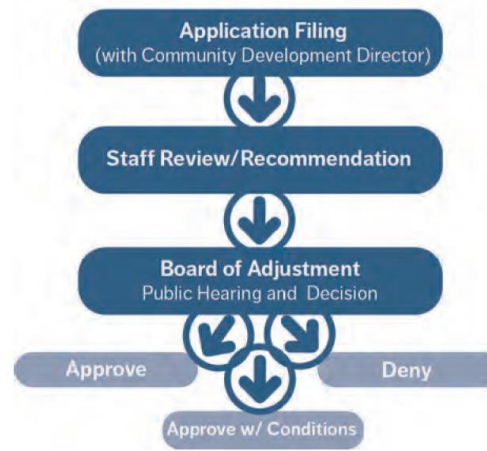 Application Filing
(with Community Development Director)
Staff Review/Recommendation
Board of Adjustment
Public Hearing and Decision
Approve
Deny
Approve w/ Conditions